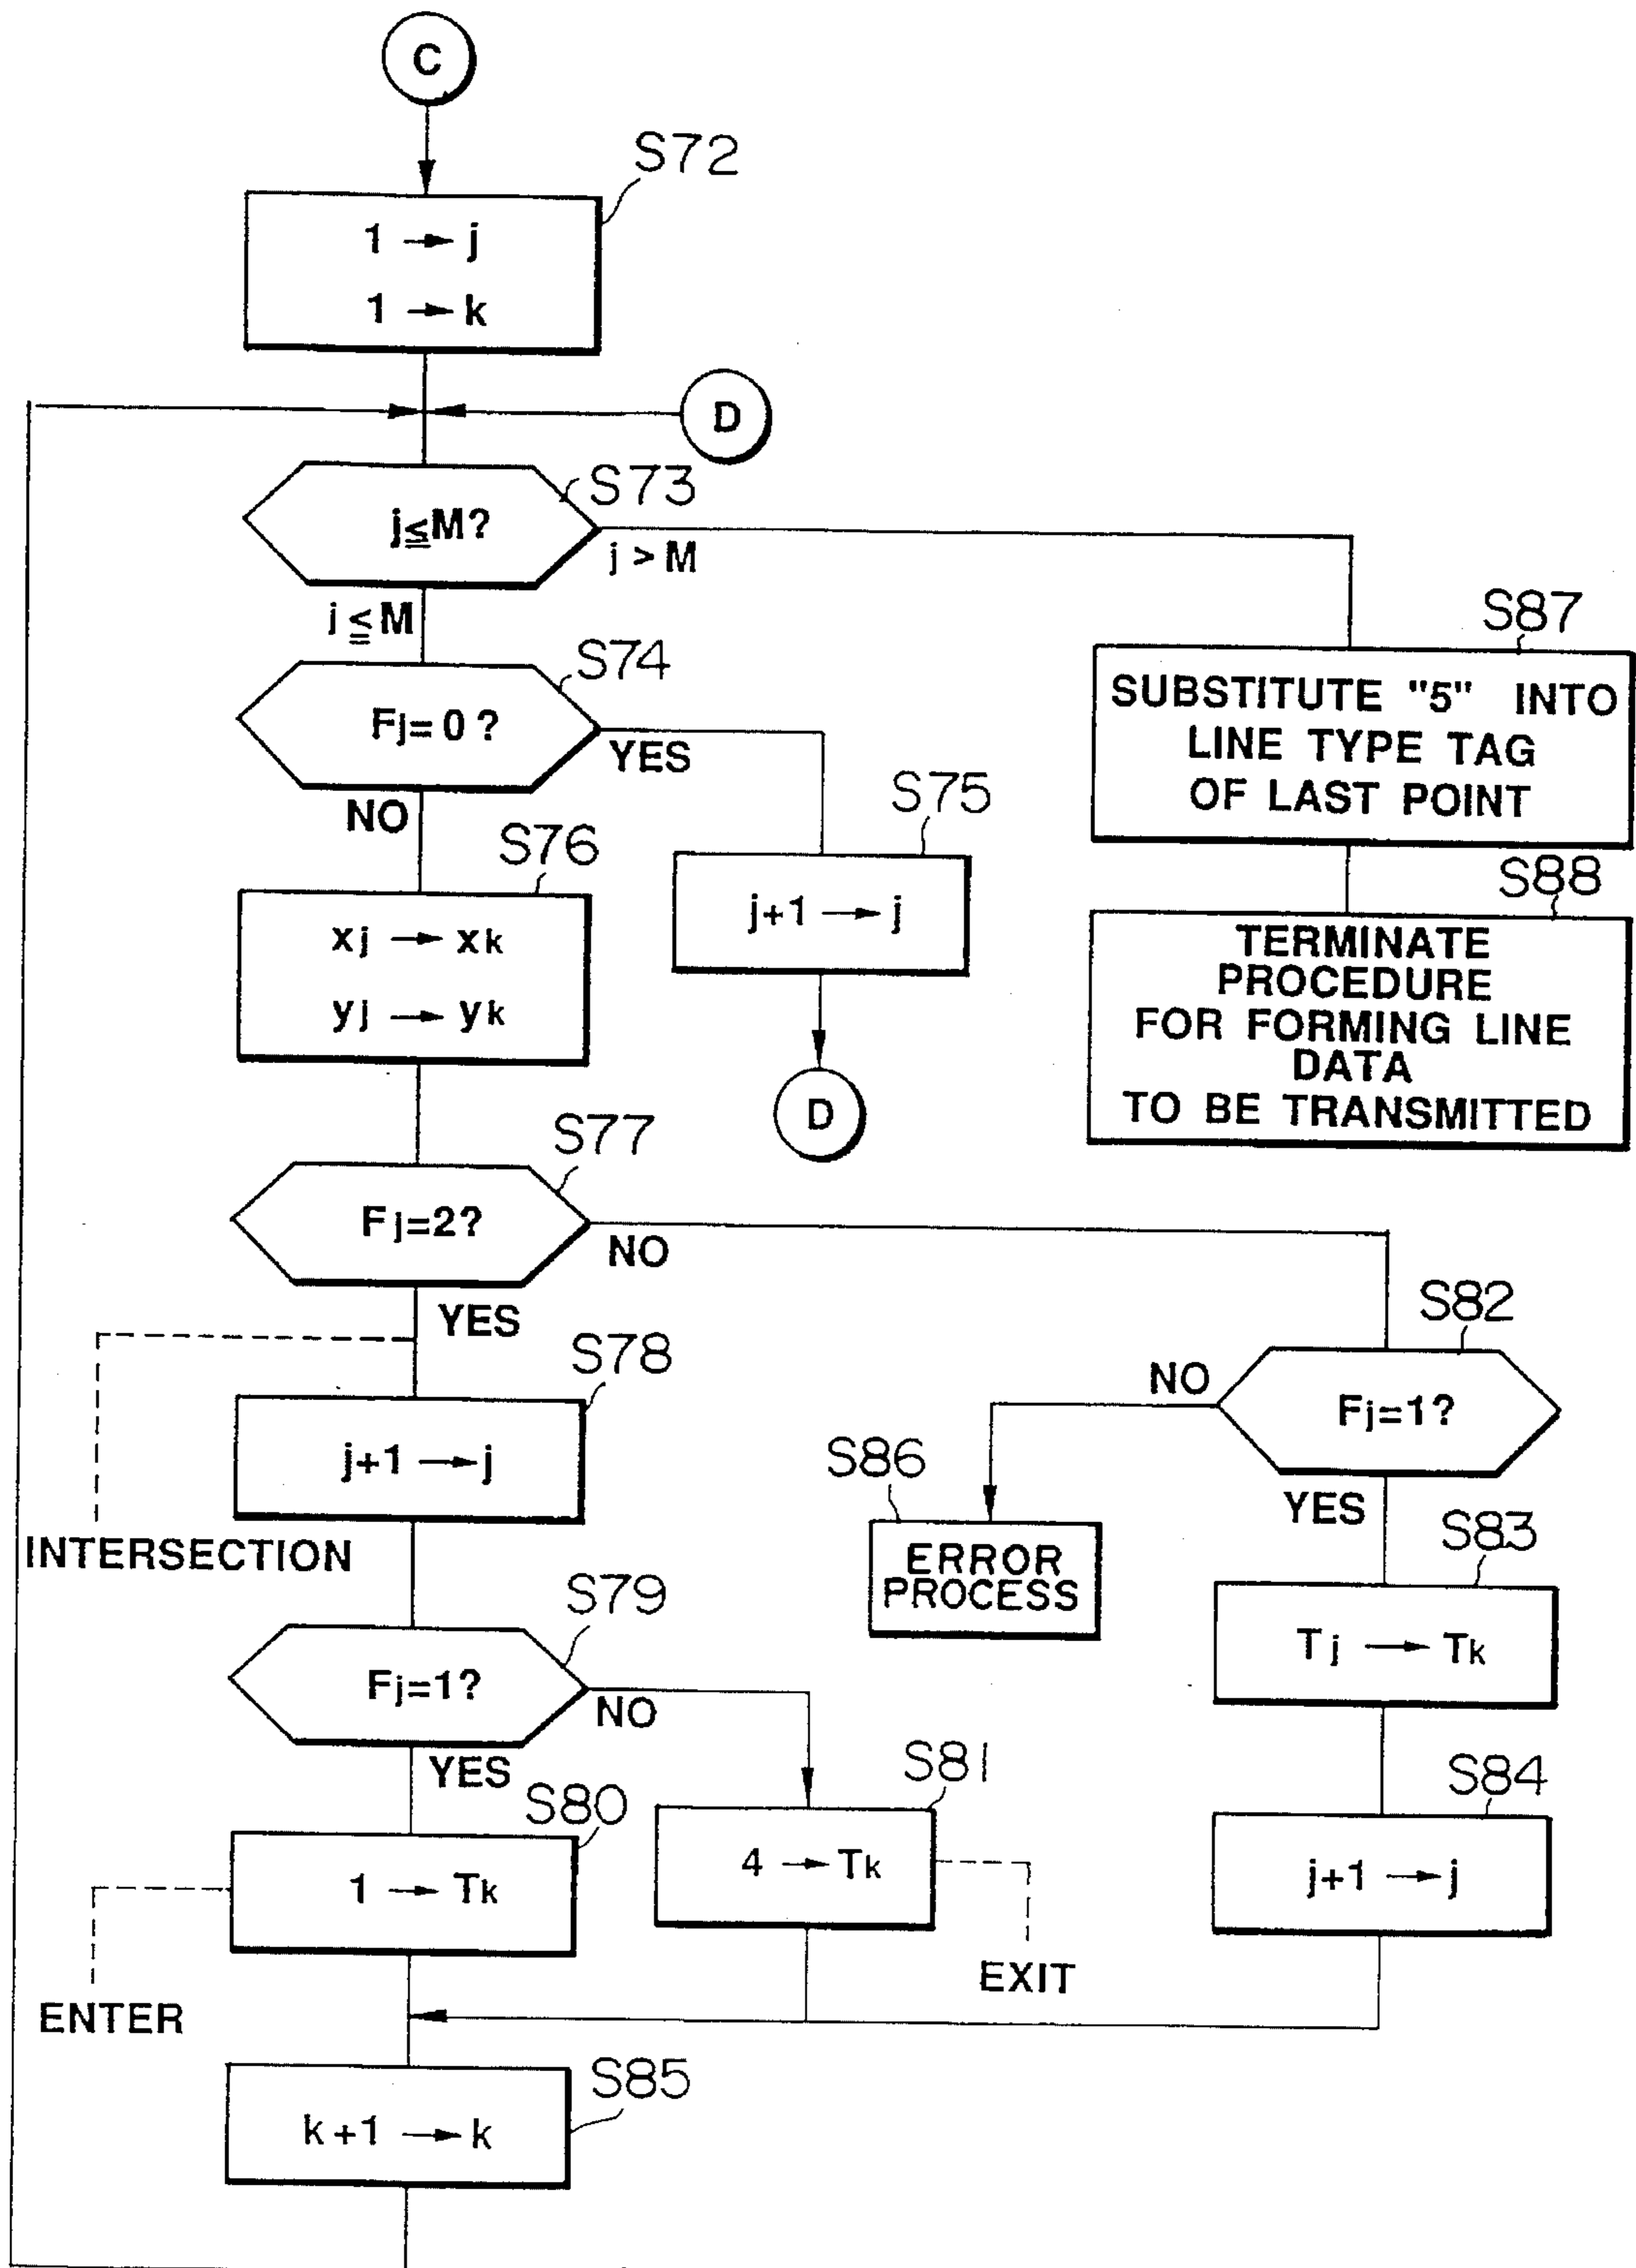 C
S72
1 → j
1 → k
D
S73
j≦M?
j > M
j ≦ M
S74
Fj=0 ?
YES
NO
S87
SUBSTITUTE "5" INTO
LINE TYPE TAG
OF LAST POINT
S75
j+1 → j
D
S76
xj → xk
yj → yk
S88
TERMINATE
PROCEDURE
FOR FORMING LINE
DATA
TO BE TRANSMITTED
S77
Fj=2?
NO
YES
INTERSECTION
S78
j+1 → j
S82
Fj=1?
NO
YES
S86
ERROR
PROCESS
S83
Tj → Tk
S79
Fj=1?
NO
YES
S80
1 → Tk
ENTER
S81
4 → Tk
EXIT
S84
j+1 → j
S85
k+1 → k